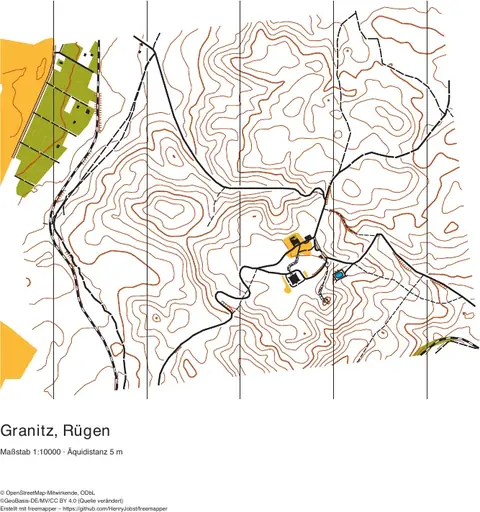 Granitz, Rügen
Maßstab 1:10000 · Äquidistanz 5 m
© OpenStreetMap-Mitwirkende, ODbL
©GeoBasis-DE/MV/CC BY 4.0 (Quelle verändert)
Erstellt mit freemapper – https://github.com/HenryJobst/freemapper